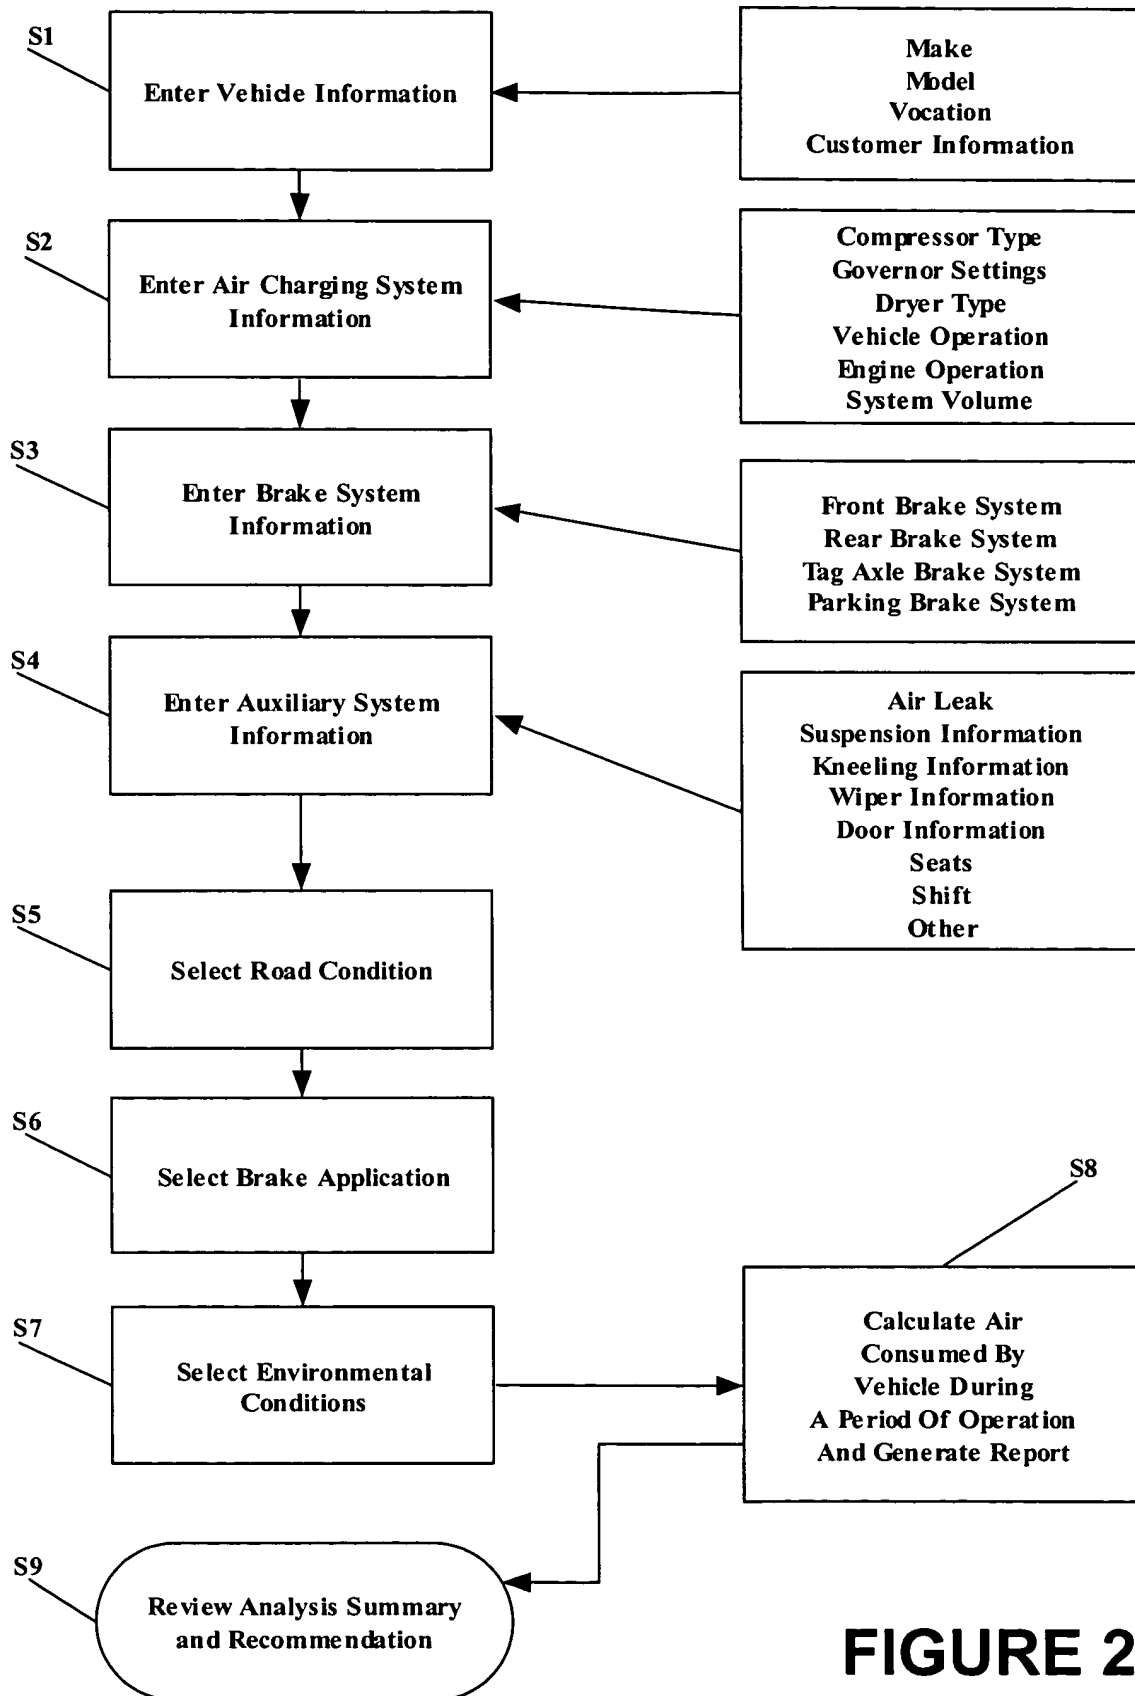 S1
Enter Vehicle Information
Make
Model
Vocation
Customer Information
S2
Enter Air Charging System
Information
Compressor Type
Governor Settings
Dryer Type
Vehicle Operation
Engine Operation
System Volume
S3
Enter Brake System
Information
Front Brake System
Rear Brake System
Tag Axle Brake System
Parking Brake System
S4
Enter Auxiliary System
Information
Air Leak
Suspension Information
Kneeling Information
Wiper Information
Door Information
Seats
Shift
Other
S5
Select Road Condition
S6
Select Brake Application
S7
Select Environmental
Conditions
S8
Calculate Air
Consumed By
Vehicle During
A Period Of Operation
And Generate Report
S9
Review Analysis Summary
and Recommendation
FIGURE 2